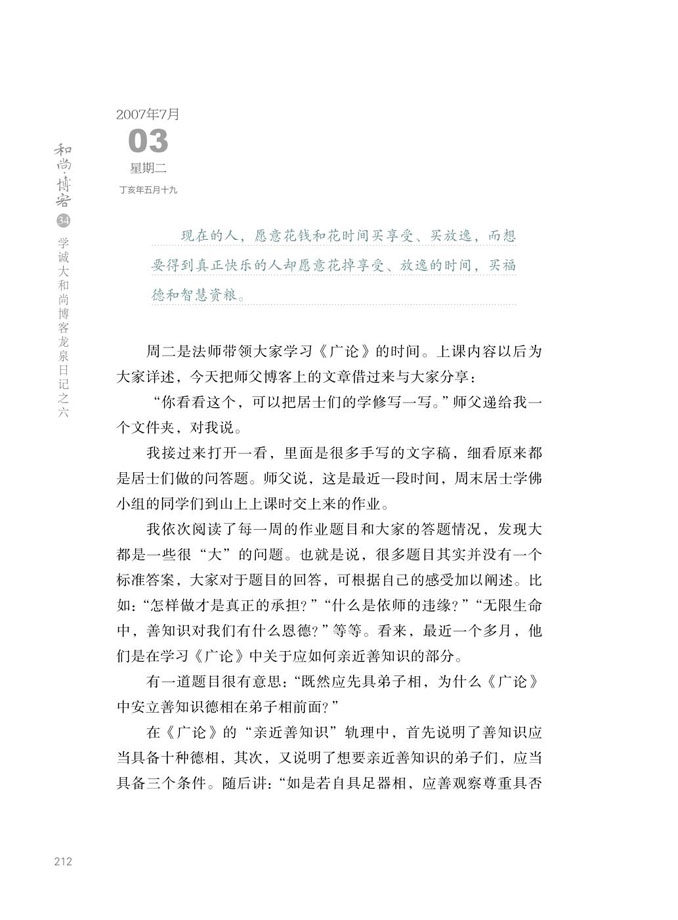 2007年7月
03
星期二
丁亥年五月十九
和尚·博客
34
学诚大和尚博客龙泉日记之六
现在的人，愿意花钱和花时间买享受、买放逸，而想
要得到真正快乐的人却愿意花掉享受、放逸的时间，买福
德和智慧资粮。
周二是法师带领大家学习《广论》的时间。上课内容以后为
大家详述，今天把师父博客上的文章借过来与大家分享：
“你看看这个，可以把居士们的学修写一写。”师父递给我一
个文件夹，对我说。
我接过来打开一看，里面是很多手写的文字稿，细看原来都
是居士们做的问答题。师父说，这是最近一段时间，周末居士学佛
小组的同学们到山上上课时交上来的作业。
我依次阅读了每一周的作业题目和大家的答题情况，发现大
都是一些很“大”的问题。也就是说，很多题目其实并没有一个
标准答案，大家对于题目的回答，可根据自己的感受加以阐述。比
如：“怎样做才是真正的承担？”“什么是依师的违缘？”“无限生命
中，善知识对我们有什么恩德？”等等。看来，最近一个多月，他
们是在学习《广论》中关于应如何亲近善知识的部分。
有一道题目很有意思：“既然应先具弟子相，为什么《广论》
中安立善知识德相在弟子相前面？”
在《广论》的“亲近善知识”轨理中，首先说明了善知识应
当具备十种德相，其次，又说明了想要亲近善知识的弟子们，应当
具备三个条件。随后讲：“如是若自具足器相，应善观察尊重具否
212